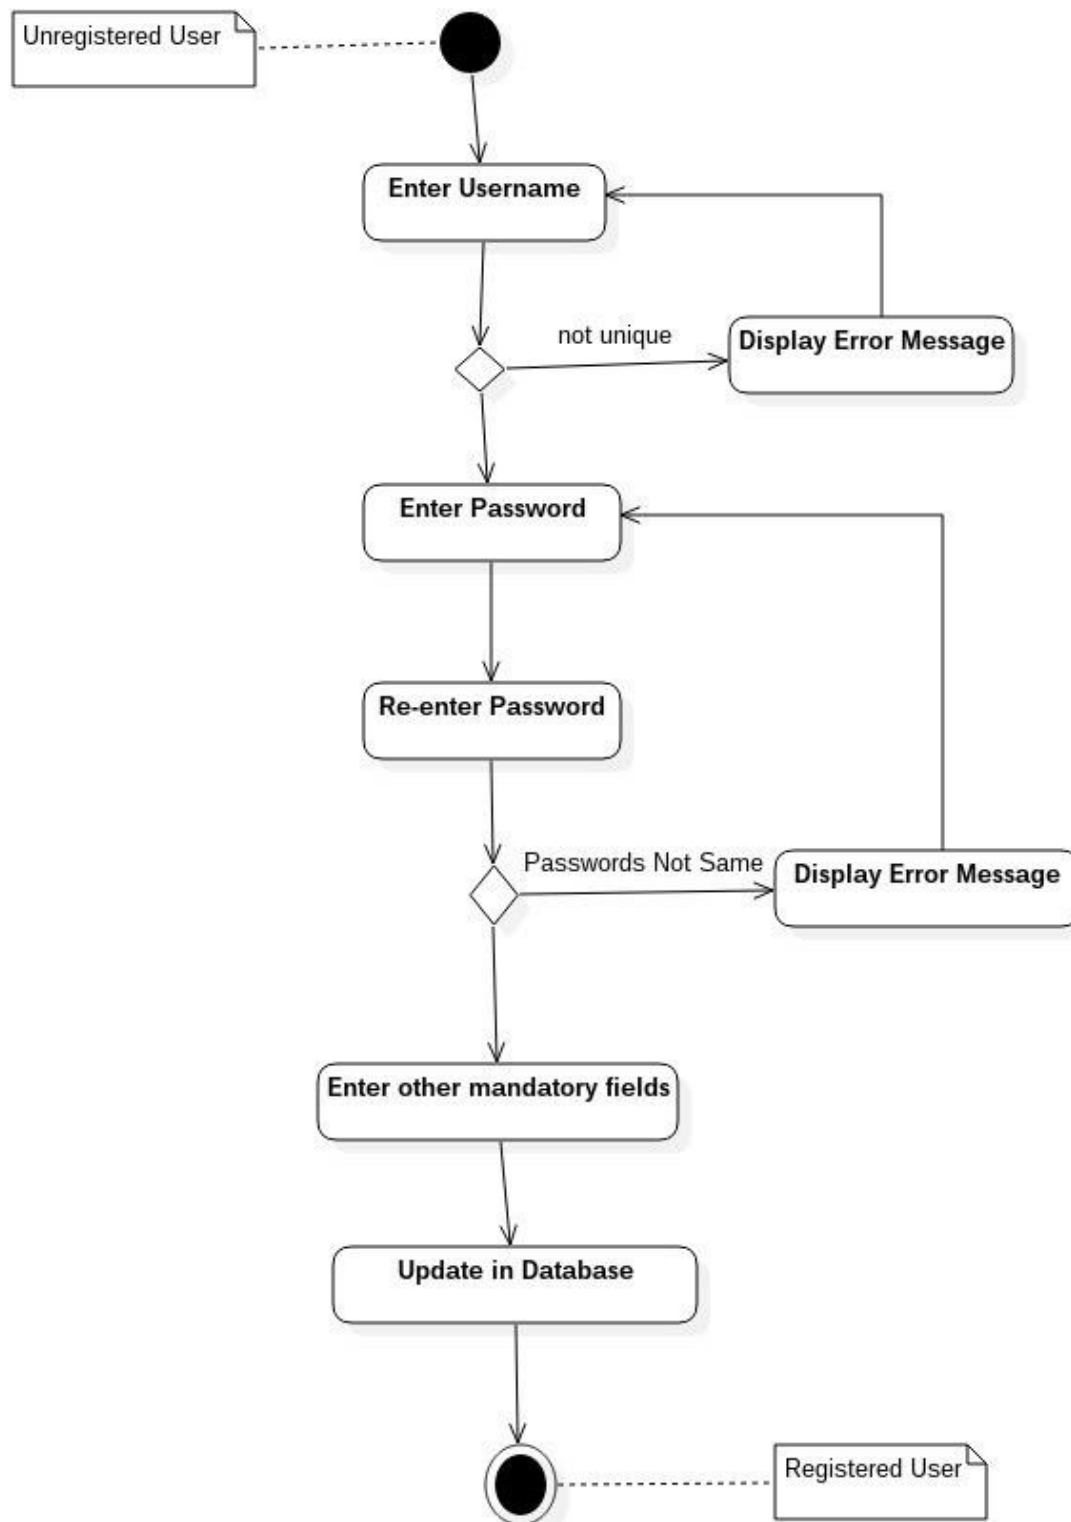 Unregistered User
Enter Username
not unique
Display Error Message
Enter Password
Re-enter Password
Passwords Not Same
Display Error Message
Enter other mandatory fields
Update in Database
Registered User